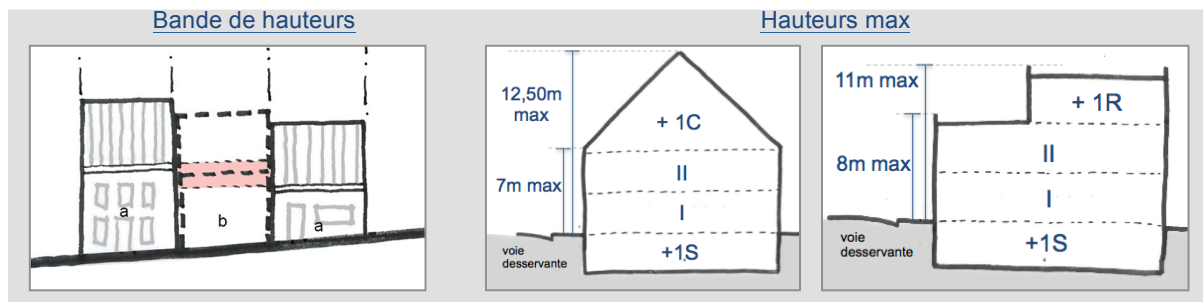 Bande de hauteurs
Hauteurs max
a
b
a
12,50m
max
7m max
+ 1C
II
I
+1S
voie
desservante
11m max
8m max
+ 1R
II
I
+1S
voie
desservante